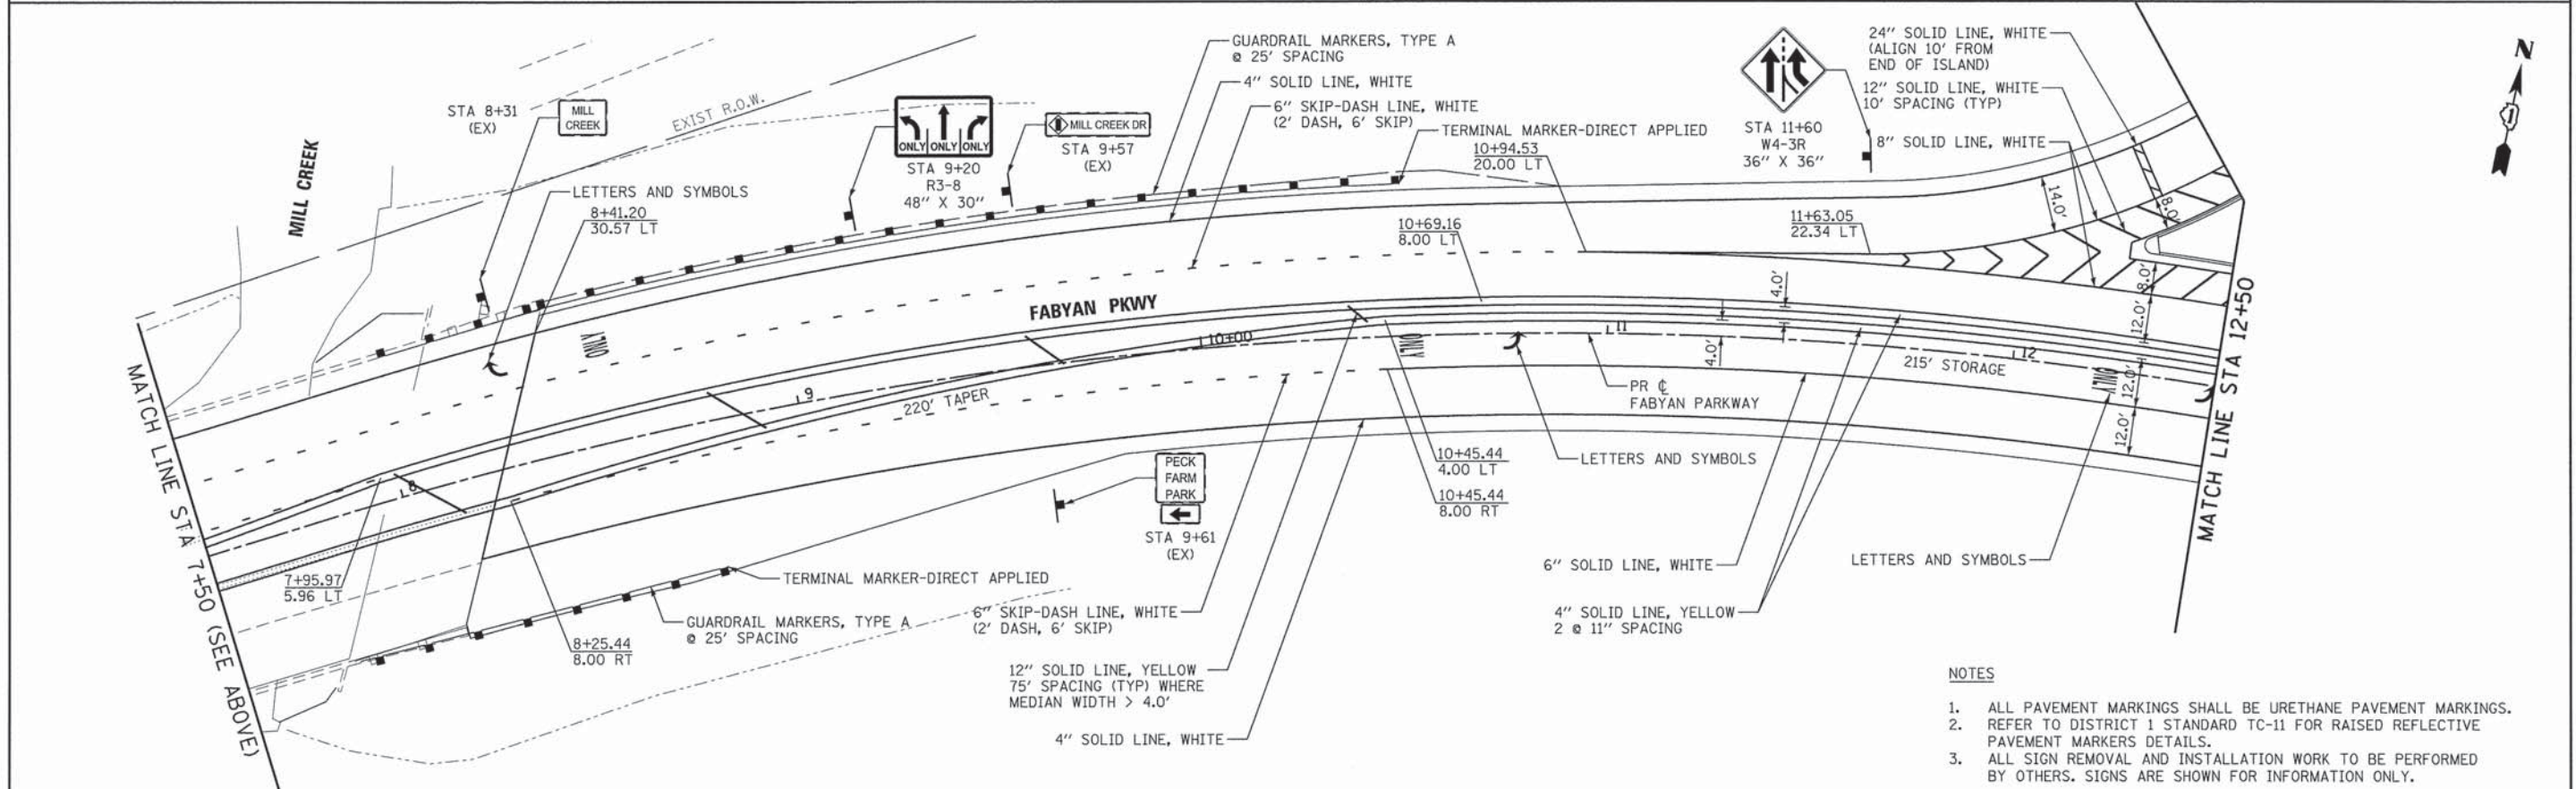 GUARDRAIL MARKERS, TYPE A
@ 25' SPACING
4" SOLID LINE, WHITE
6" SKIP-DASH LINE, WHITE
(2' DASH, 6' SKIP)
TERMINAL MARKER-DIRECT APPLIED
10+94.53
20.00 LT
STA 8+31
(EX)
MILL
CREEK
EXIST R.O.W.
MILL CREEK
ONLY ONLY ONLY
STA 9+20
R3-8
48" X 30"
MILL CREEK DR
STA 9+57
(EX)
STA 11+60
W4-3R
36" X 36"
24" SOLID LINE, WHITE
(ALIGN 10' FROM
END OF ISLAND)
12" SOLID LINE, WHITE
10' SPACING (TYP)
8" SOLID LINE, WHITE
N
LETTERS AND SYMBOLS
8+41.20
30.57 LT
10+69.16
8.00 LT
11+63.05
22.34 LT
14.0'
8.0'
8.0'
4.0'
12.0'
ONLY
FABYAN PKWY
8
9
10+00
11
12
220' TAPER
ONLY
4.0'
215' STORAGE
ONLY
12.0'
12.0'
PR ℄
FABYAN PARKWAY
MATCH LINE STA 7+50 (SEE ABOVE)
MATCH LINE STA 12+50
PECK
FARM
PARK
STA 9+61
(EX)
10+45.44
4.00 LT
10+45.44
8.00 RT
LETTERS AND SYMBOLS
7+95.97
5.96 LT
TERMINAL MARKER-DIRECT APPLIED
GUARDRAIL MARKERS, TYPE A
@ 25' SPACING
8+25.44
8.00 RT
6" SKIP-DASH LINE, WHITE
(2' DASH, 6' SKIP)
12" SOLID LINE, YELLOW
75' SPACING (TYP) WHERE
MEDIAN WIDTH > 4.0'
4" SOLID LINE, WHITE
6" SOLID LINE, WHITE
4" SOLID LINE, YELLOW
2 @ 11" SPACING
LETTERS AND SYMBOLS
NOTES
1. ALL PAVEMENT MARKINGS SHALL BE URETHANE PAVEMENT MARKINGS.
2. REFER TO DISTRICT 1 STANDARD TC-11 FOR RAISED REFLECTIVE
PAVEMENT MARKERS DETAILS.
3. ALL SIGN REMOVAL AND INSTALLATION WORK TO BE PERFORMED
BY OTHERS. SIGNS ARE SHOWN FOR INFORMATION ONLY.